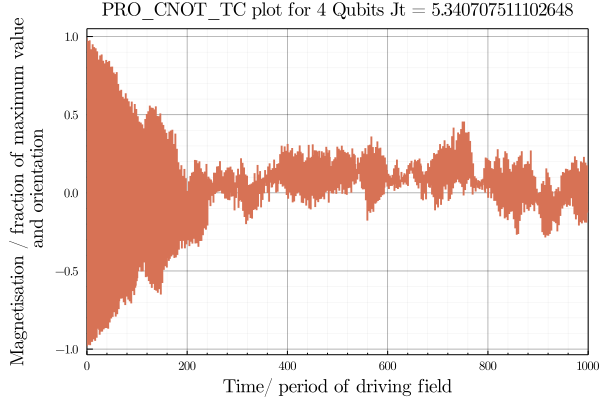 PRO_CNOT_TC plot for 4 Qubits Jt = 5.340707511102648
Magnetisation / fraction of maximum value
and orientation
1.0
0.5
0.0
−0.5
−1.0
0 200 400 600 800 1000
Time/ period of driving field